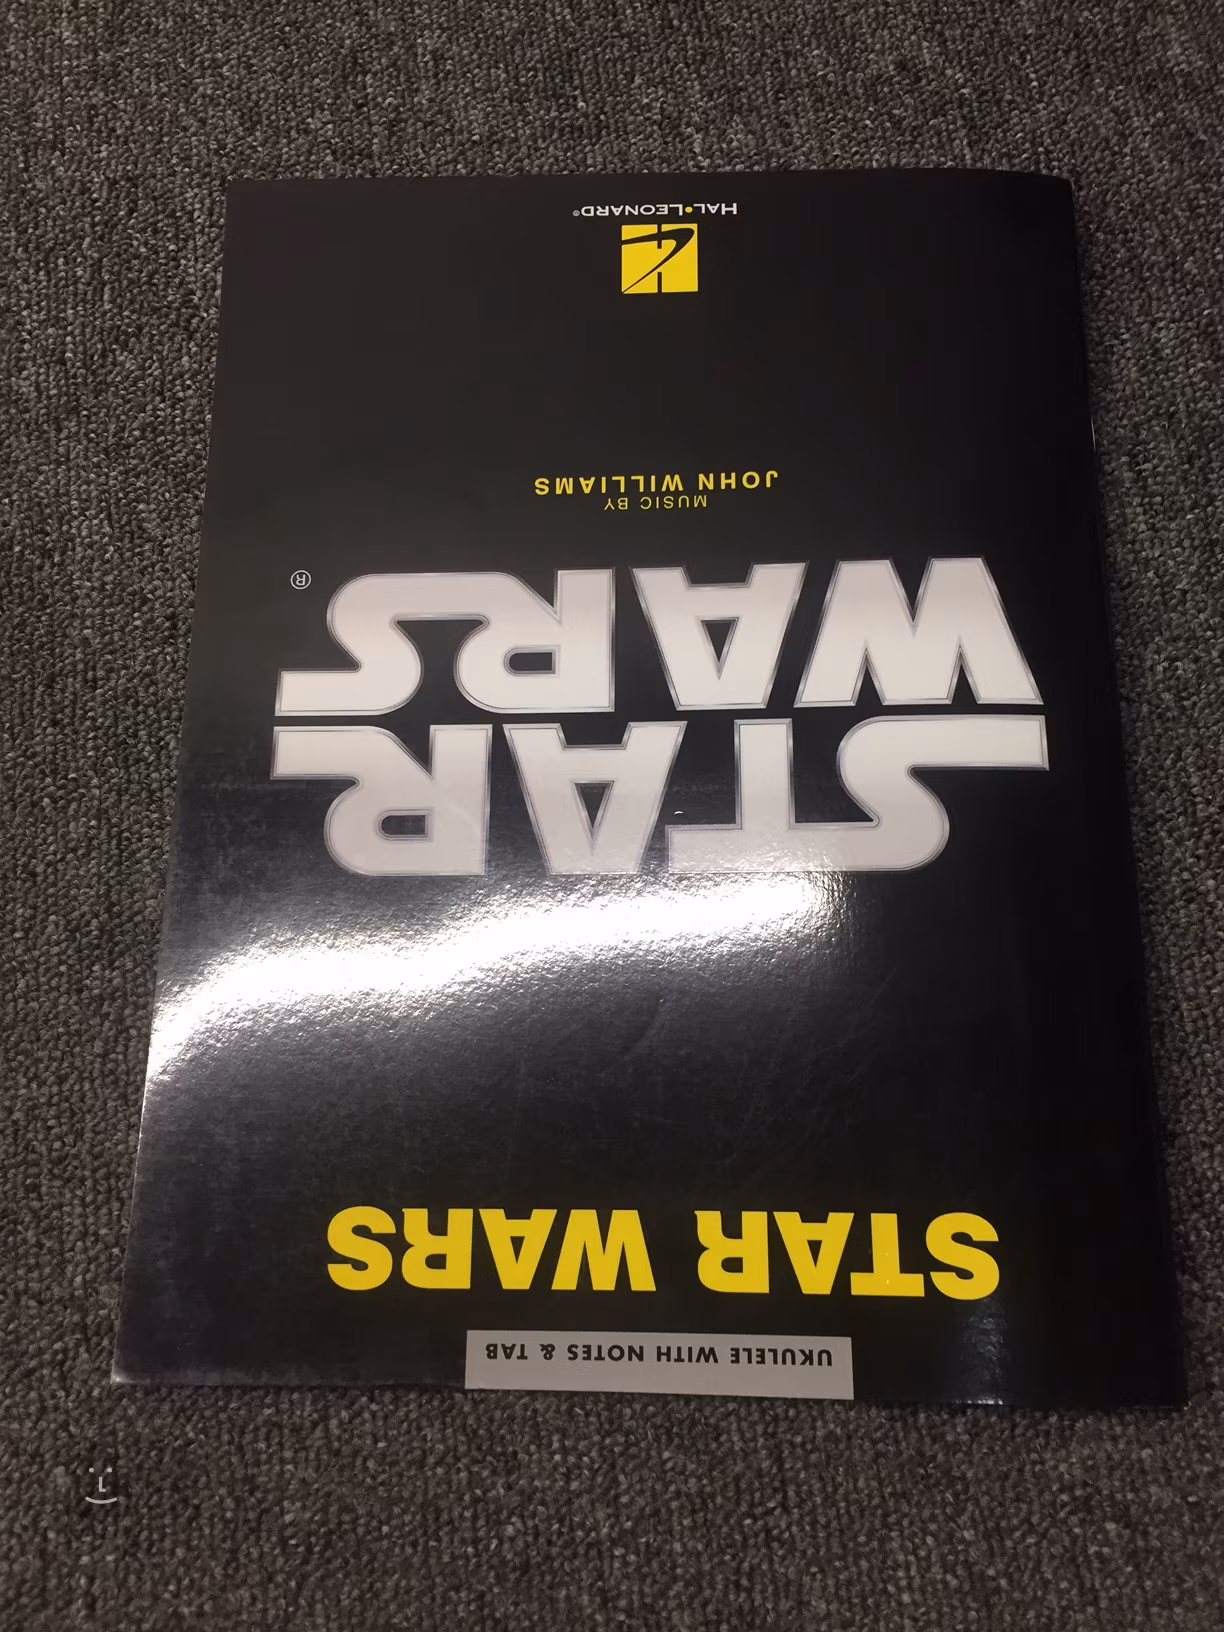 UKULELE WITH NOTES & TAB
STAR WARS
STAR
WARS®
MUSIC BY
JOHN WILLIAMS
HAL•LEONARD®